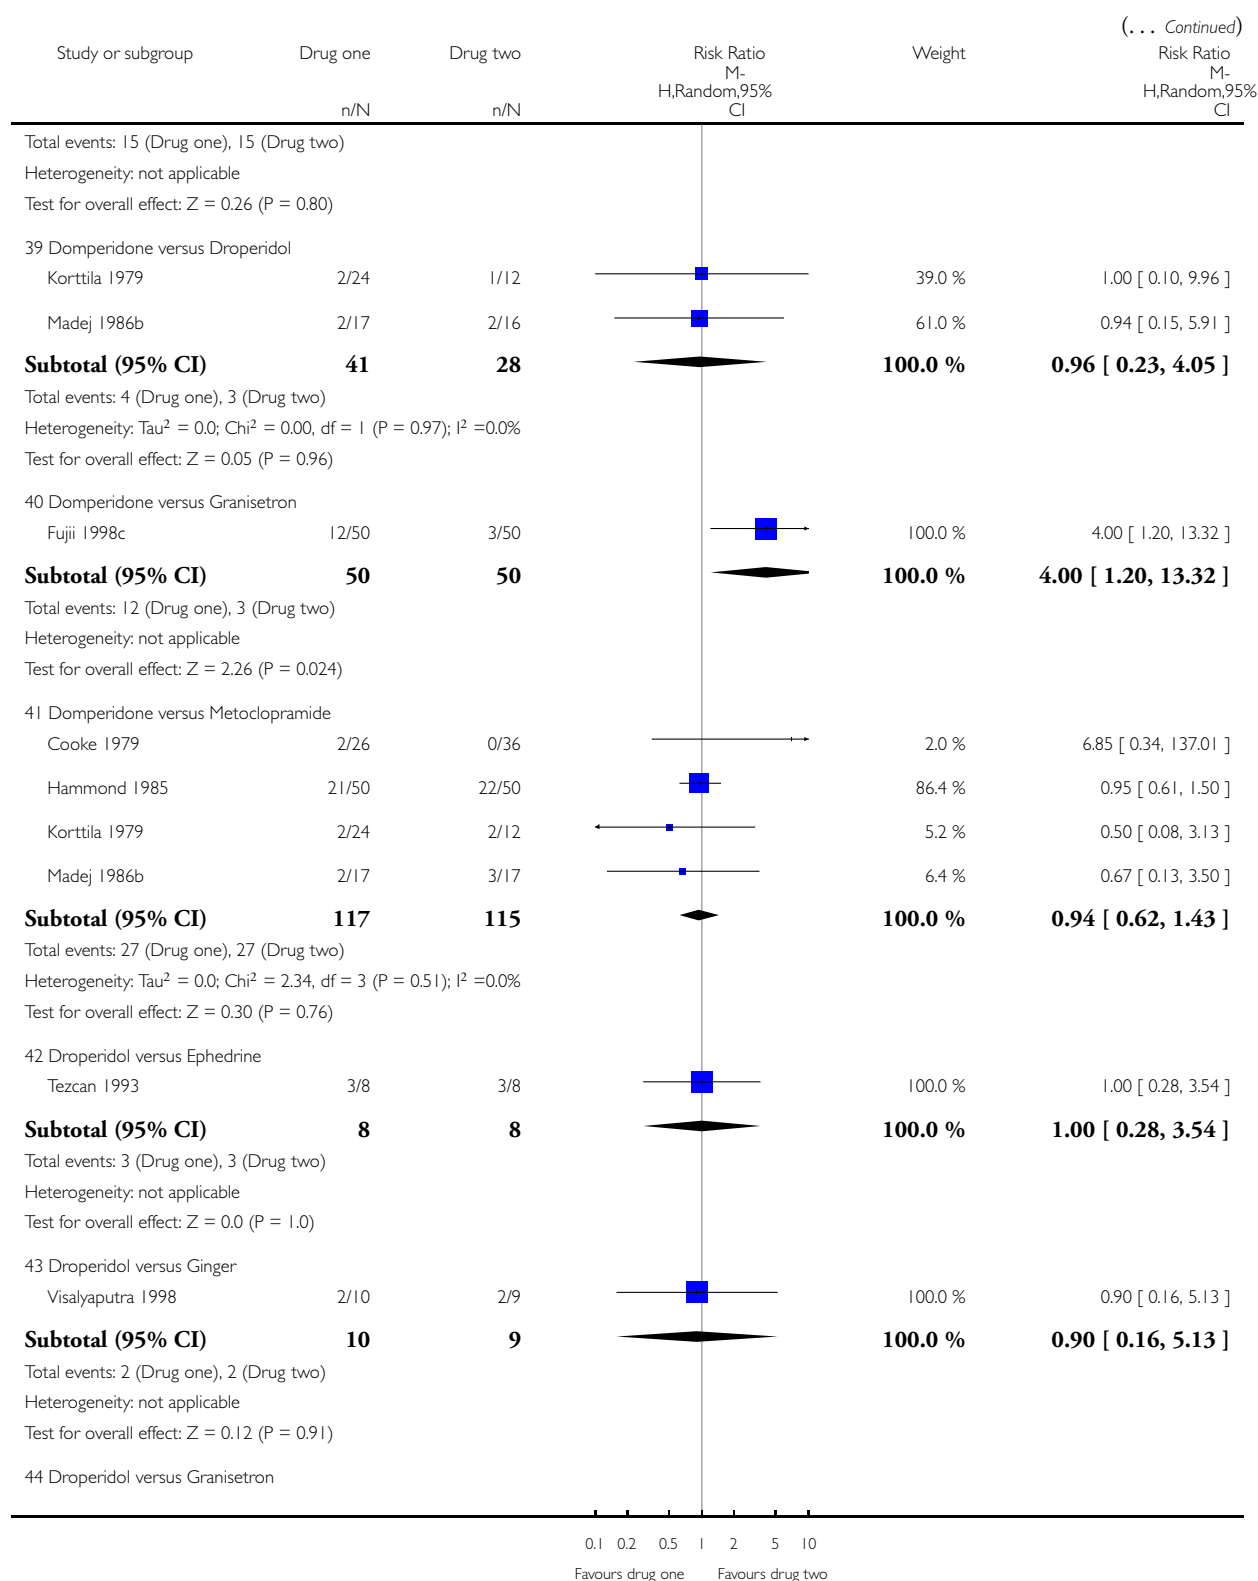 (... Continued)
Study or subgroup Drug one Drug two Risk Ratio Weight Risk Ratio
M- M-
H,Random,95% H,Random,95%
n/N n/N CI CI
Total events: 15 (Drug one), 15 (Drug two)
Heterogeneity: not applicable
Test for overall effect: Z = 0.26 (P = 0.80)
39 Domperidone versus Droperidol
Korttila 1979 2/24 1/12 39.0 % 1.00 [ 0.10, 9.96 ]
Madej 1986b 2/17 2/16 61.0 % 0.94 [ 0.15, 5.91 ]
Subtotal (95% CI) 41 28 100.0 % 0.96 [ 0.23, 4.05 ]
Total events: 4 (Drug one), 3 (Drug two)
Heterogeneity: Tau² = 0.0; Chi² = 0.00, df = 1 (P = 0.97); I² =0.0%
Test for overall effect: Z = 0.05 (P = 0.96)
40 Domperidone versus Granisetron
Fujii 1998c 12/50 3/50 100.0 % 4.00 [ 1.20, 13.32 ]
Subtotal (95% CI) 50 50 100.0 % 4.00 [ 1.20, 13.32 ]
Total events: 12 (Drug one), 3 (Drug two)
Heterogeneity: not applicable
Test for overall effect: Z = 2.26 (P = 0.024)
41 Domperidone versus Metoclopramide
Cooke 1979 2/26 0/36 2.0 % 6.85 [ 0.34, 137.01 ]
Hammond 1985 21/50 22/50 86.4 % 0.95 [ 0.61, 1.50 ]
Korttila 1979 2/24 2/12 5.2 % 0.50 [ 0.08, 3.13 ]
Madej 1986b 2/17 3/17 6.4 % 0.67 [ 0.13, 3.50 ]
Subtotal (95% CI) 117 115 100.0 % 0.94 [ 0.62, 1.43 ]
Total events: 27 (Drug one), 27 (Drug two)
Heterogeneity: Tau² = 0.0; Chi² = 2.34, df = 3 (P = 0.51); I² =0.0%
Test for overall effect: Z = 0.30 (P = 0.76)
42 Droperidol versus Ephedrine
Tezcan 1993 3/8 3/8 100.0 % 1.00 [ 0.28, 3.54 ]
Subtotal (95% CI) 8 8 100.0 % 1.00 [ 0.28, 3.54 ]
Total events: 3 (Drug one), 3 (Drug two)
Heterogeneity: not applicable
Test for overall effect: Z = 0.0 (P = 1.0)
43 Droperidol versus Ginger
Visalyaputra 1998 2/10 2/9 100.0 % 0.90 [ 0.16, 5.13 ]
Subtotal (95% CI) 10 9 100.0 % 0.90 [ 0.16, 5.13 ]
Total events: 2 (Drug one), 2 (Drug two)
Heterogeneity: not applicable
Test for overall effect: Z = 0.12 (P = 0.91)
44 Droperidol versus Granisetron
0.1 0.2 0.5 1 2 5 10
Favours drug one Favours drug two